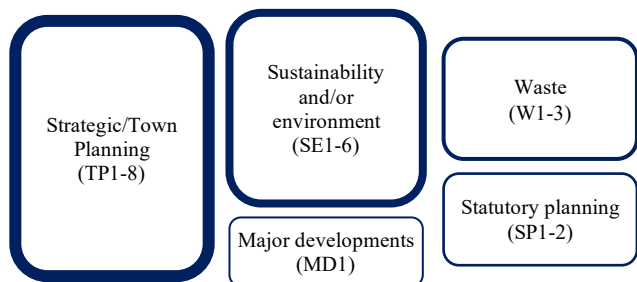 Strategic/Town
Planning
(TP1-8)
Sustainability
and/or
environment
(SE1-6)
Major developments
(MD1)
Waste
(W1-3)
Statutory planning
(SP1-2)